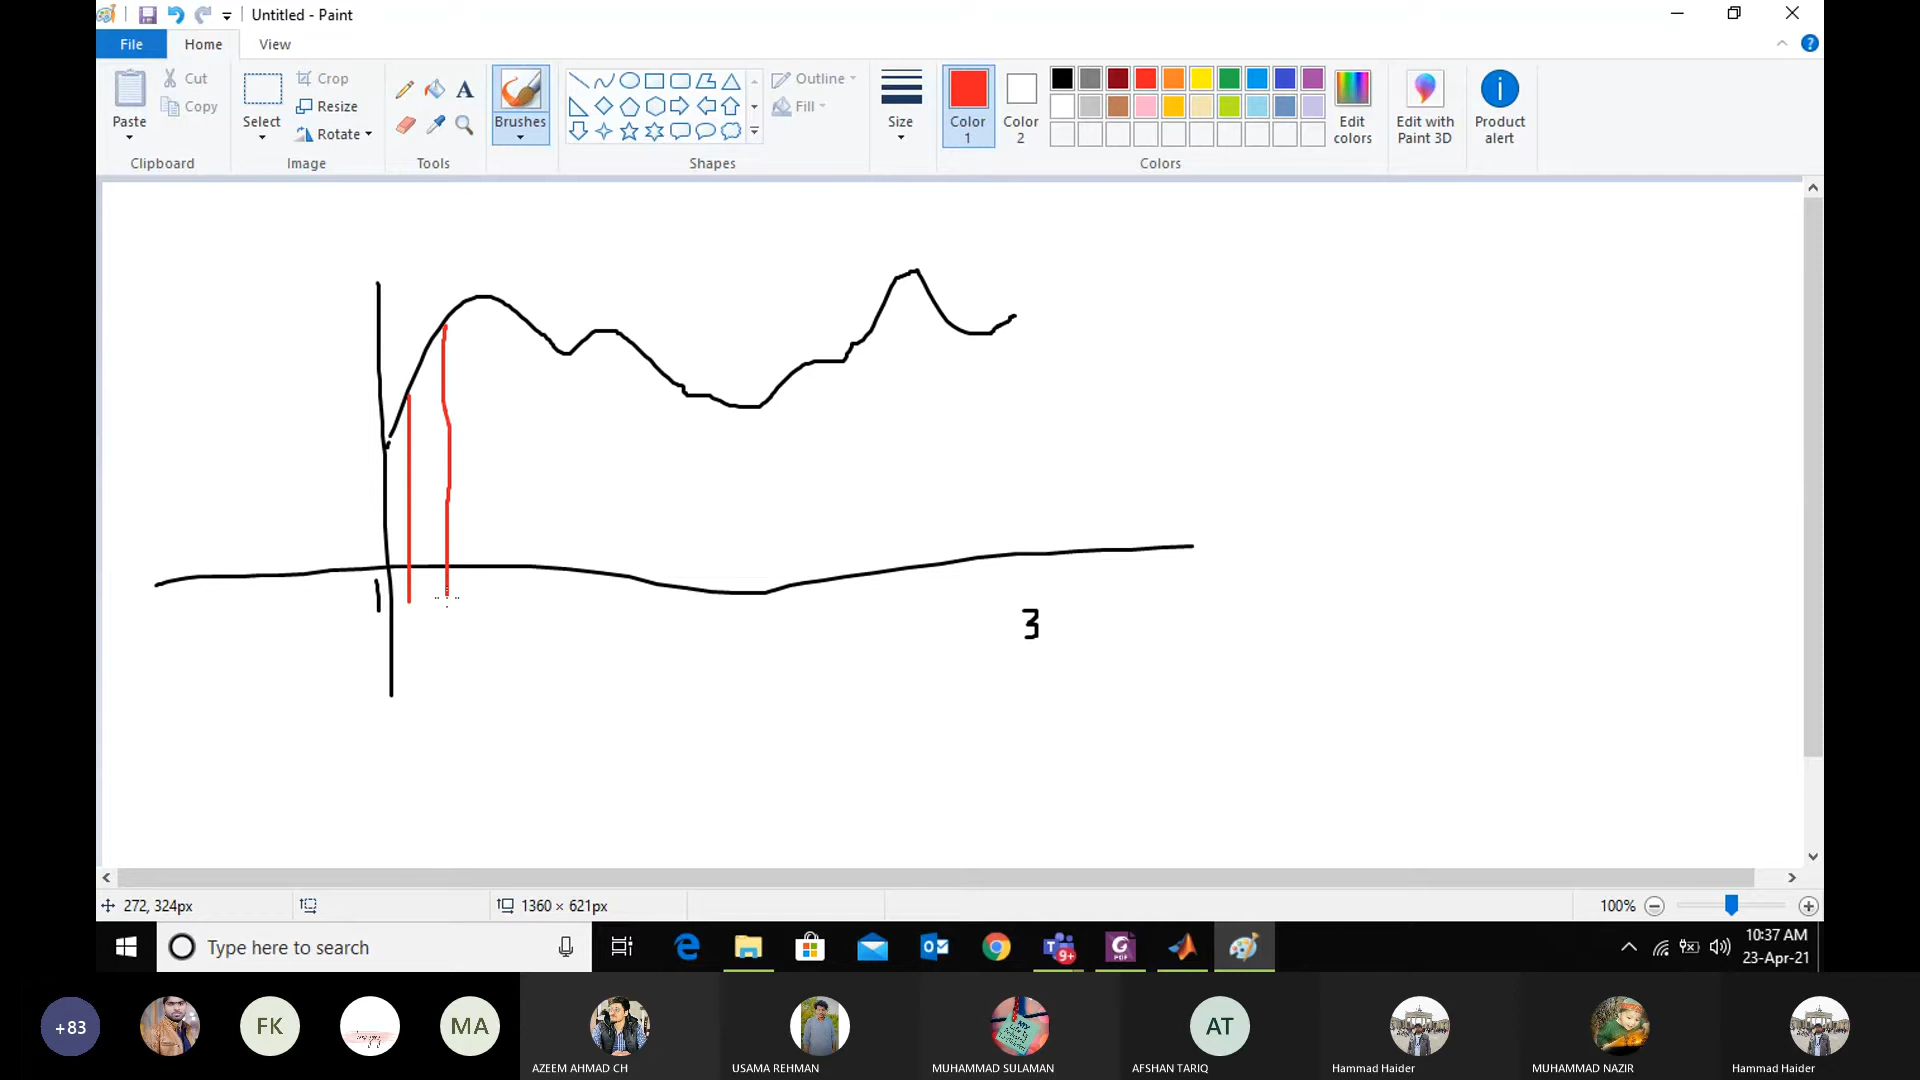 Untitled - Paint
File Home View
Paste
Cut
Copy
Clipboard
Select
Crop
Resize
Rotate
Image
Tools
Brushes
Shapes
Outline
Fill
Size
Color 1
Color 2
Edit colors
Colors
Edit with Paint 3D
Product alert
1
3
272, 324px
1360 × 621px
100%
Type here to search
9+
PDF
10:37 AM
23-Apr-21
+83
FK
MA
AT
AZEEM AHMAD CH
USAMA REHMAN
MUHAMMAD SULAMAN
AFSHAN TARIQ
Hammad Haider
MUHAMMAD NAZIR
Hammad Haider